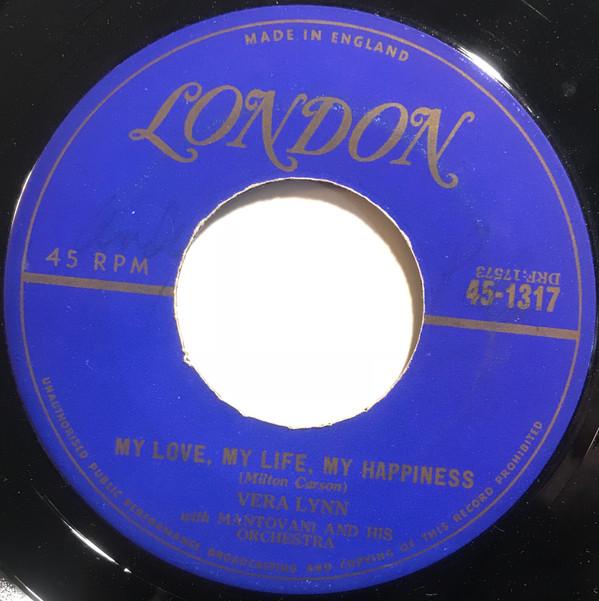 MADE IN ENGLAND
LONDON
45 RPM
DRF:17573
45-1317
MY LOVE, MY LIFE, MY HAPPINESS
(Milton Carson)
VERA LYNN
with MANTOVANI AND HIS
ORCHESTRA
UNAUTHORISED PUBLIC PERFORMANCE BROADCASTING AND COPYING OF THIS RECORD PROHIBITED